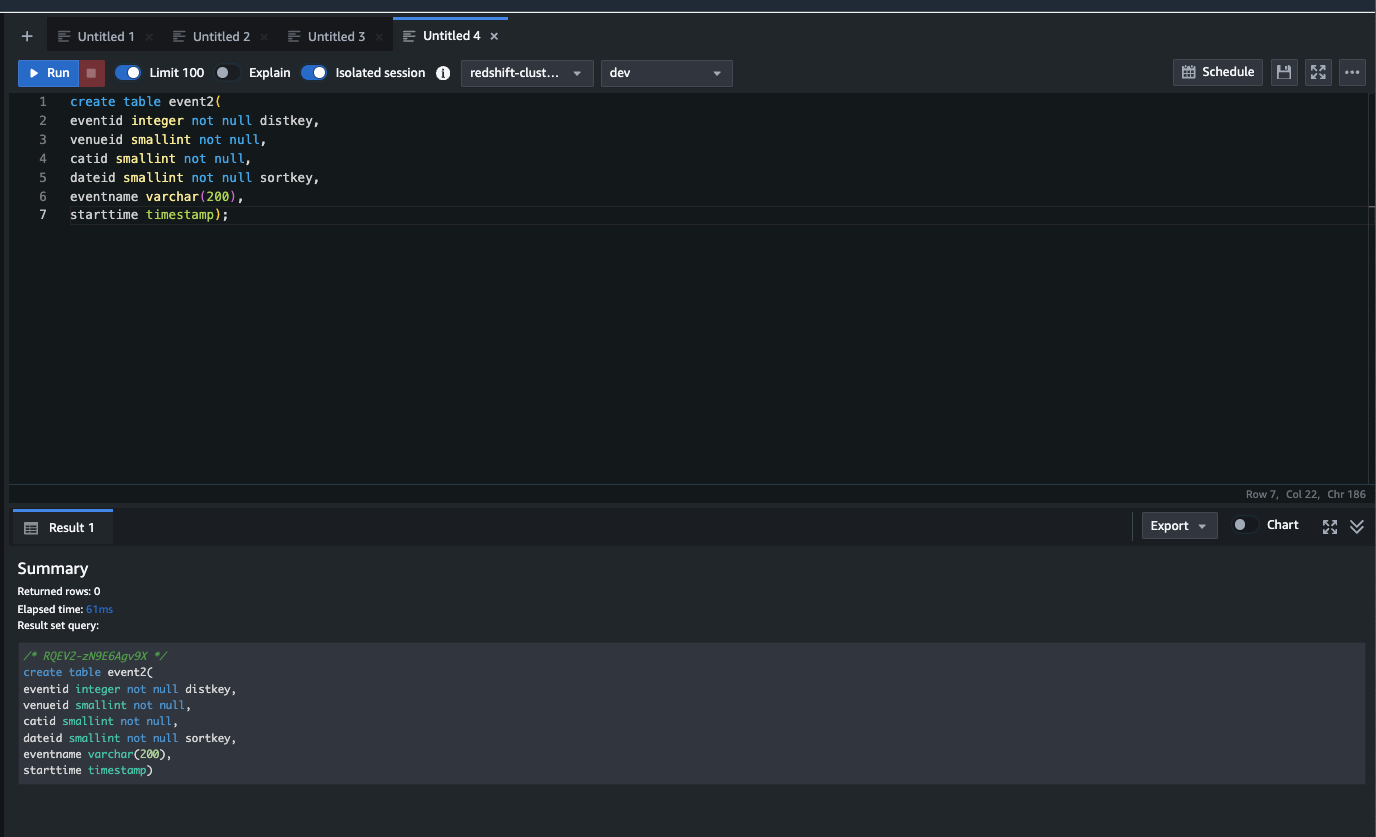 Untitled 1
Untitled 2
Untitled 3
Untitled 4
Run Limit 100 Explain Isolated session i redshift-clust... dev Schedule
1 create table event2(
2 eventid integer not null distkey,
3 venueid smallint not null,
4 catid smallint not null,
5 dateid smallint not null sortkey,
6 eventname varchar(200),
7 starttime timestamp);
Row 7, Col 22, Chr 186
Result 1 Export Chart
Summary
Returned rows: 0
Elapsed time: 61ms
Result set query:
/* RQEV2-zN9E6Agv9X */
create table event2(
eventid integer not null distkey,
venueid smallint not null,
catid smallint not null,
dateid smallint not null sortkey,
eventname varchar(200),
starttime timestamp)